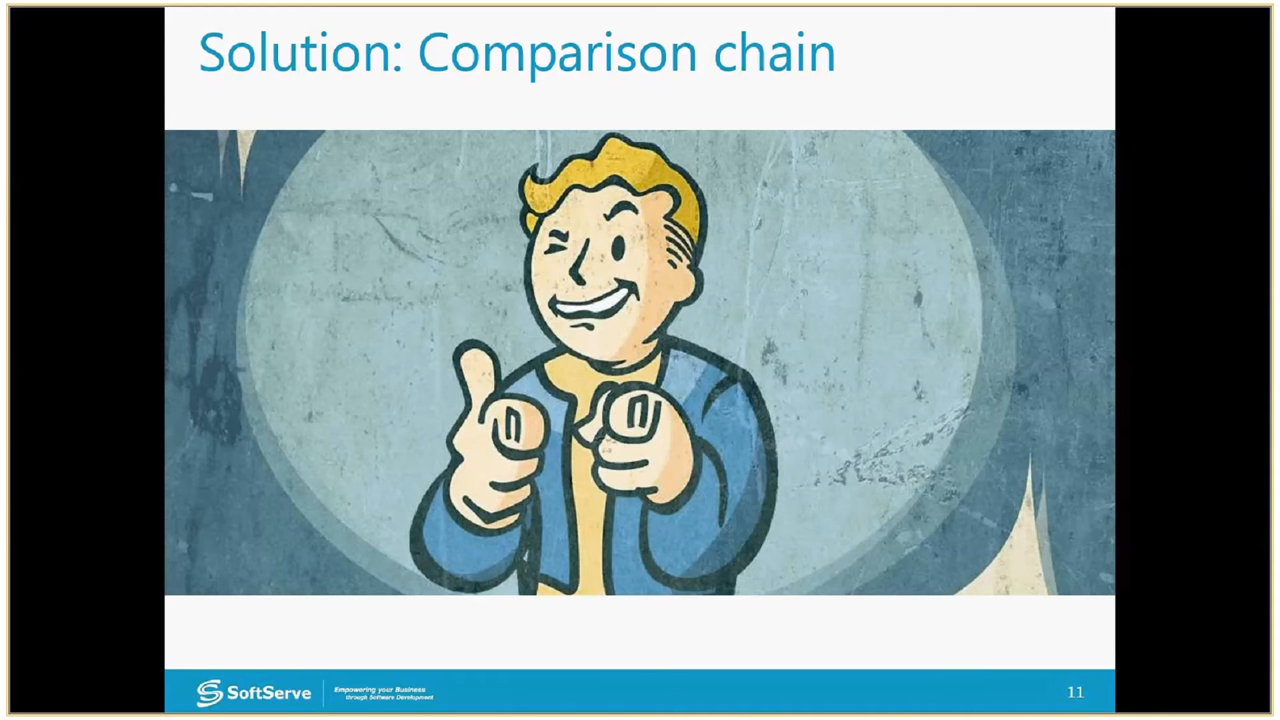 Solution: Comparison chain
SoftServe
Empowering your Business
through Software Development
11